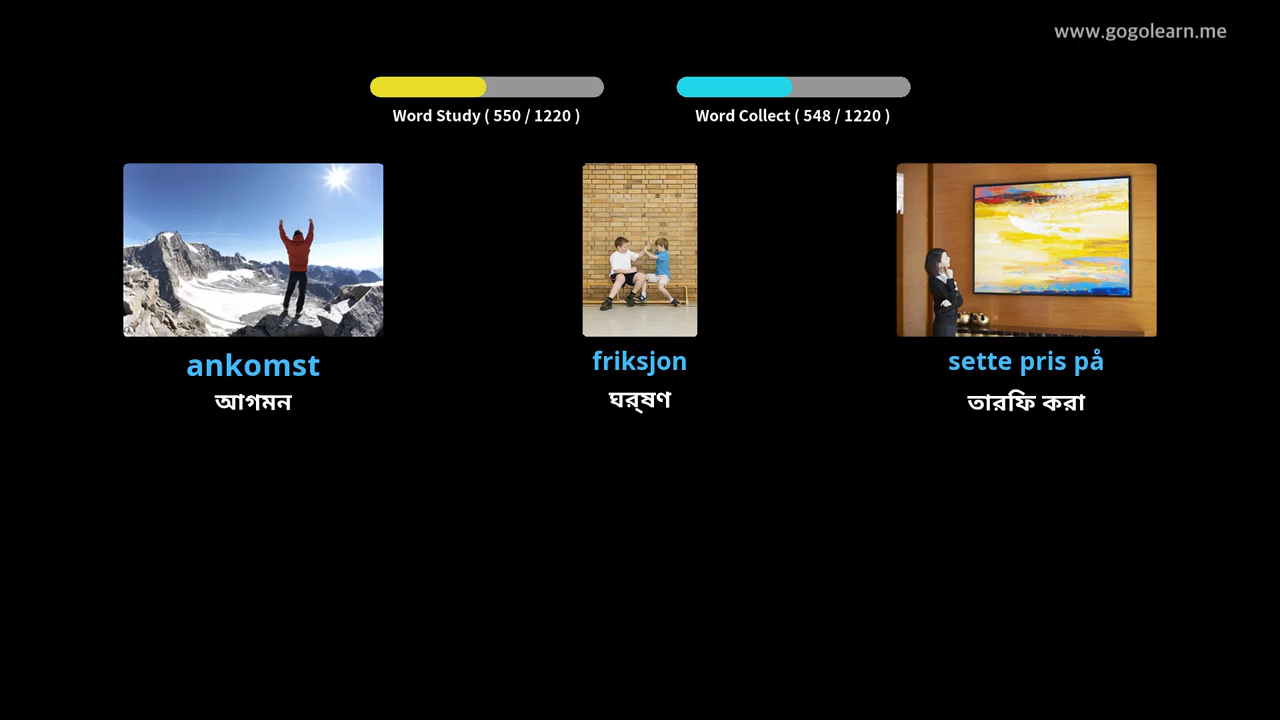 www.gogolearn.me
Word Study ( 550 / 1220 )
Word Collect ( 548 / 1220 )
ankomst
আগমন
friksjon
ঘর্ষণ
sette pris på
তারিফ করা